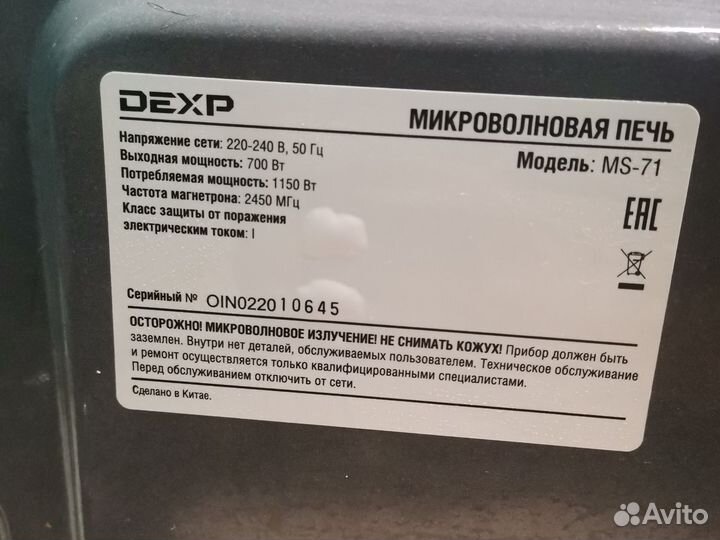 DEXP
МИКРОВОЛНОВАЯ ПЕЧЬ
Модель: MS-71
Напряжение сети: 220-240 В, 50 Гц
Выходная мощность: 700 Вт
Потребляемая мощность: 1150 Вт
Частота магнетрона: 2450 МГц
Класс защиты от поражения
электрическим током: I
EAC
Серийный № OIN022010645
ОСТОРОЖНО! МИКРОВОЛНОВОЕ ИЗЛУЧЕНИЕ! НЕ СНИМАТЬ КОЖУХ! Прибор должен быть
заземлен. Внутри нет деталей, обслуживаемых пользователем. Техническое обслуживание
и ремонт осуществляется только квалифицированными специалистами.
Перед обслуживанием отключить от сети.
Сделано в Китае.
Avito